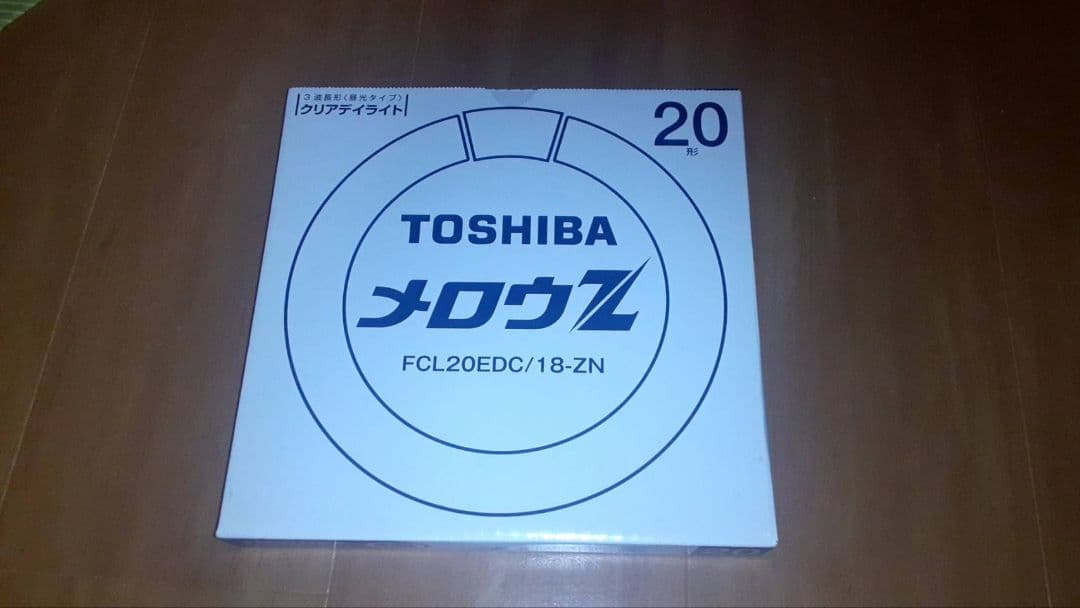 3波長形〈昼光タイプ〉
クリアデイライト
20
形
TOSHIBA
メロウZ
FCL20EDC/18-ZN